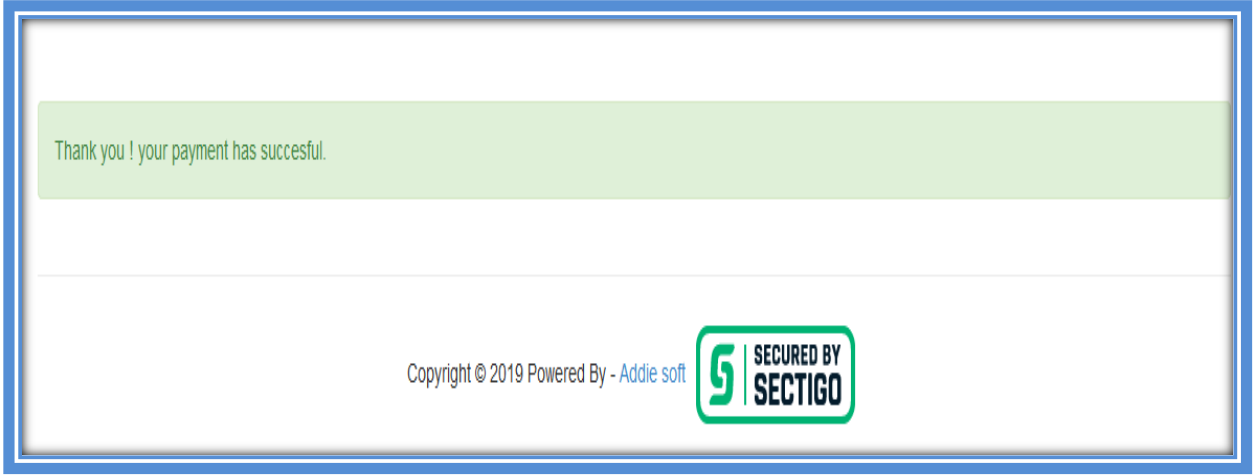 Thank you ! your payment has succesful.
Copyright © 2019 Powered By - Addie soft
SECURED BY
SECTIGO